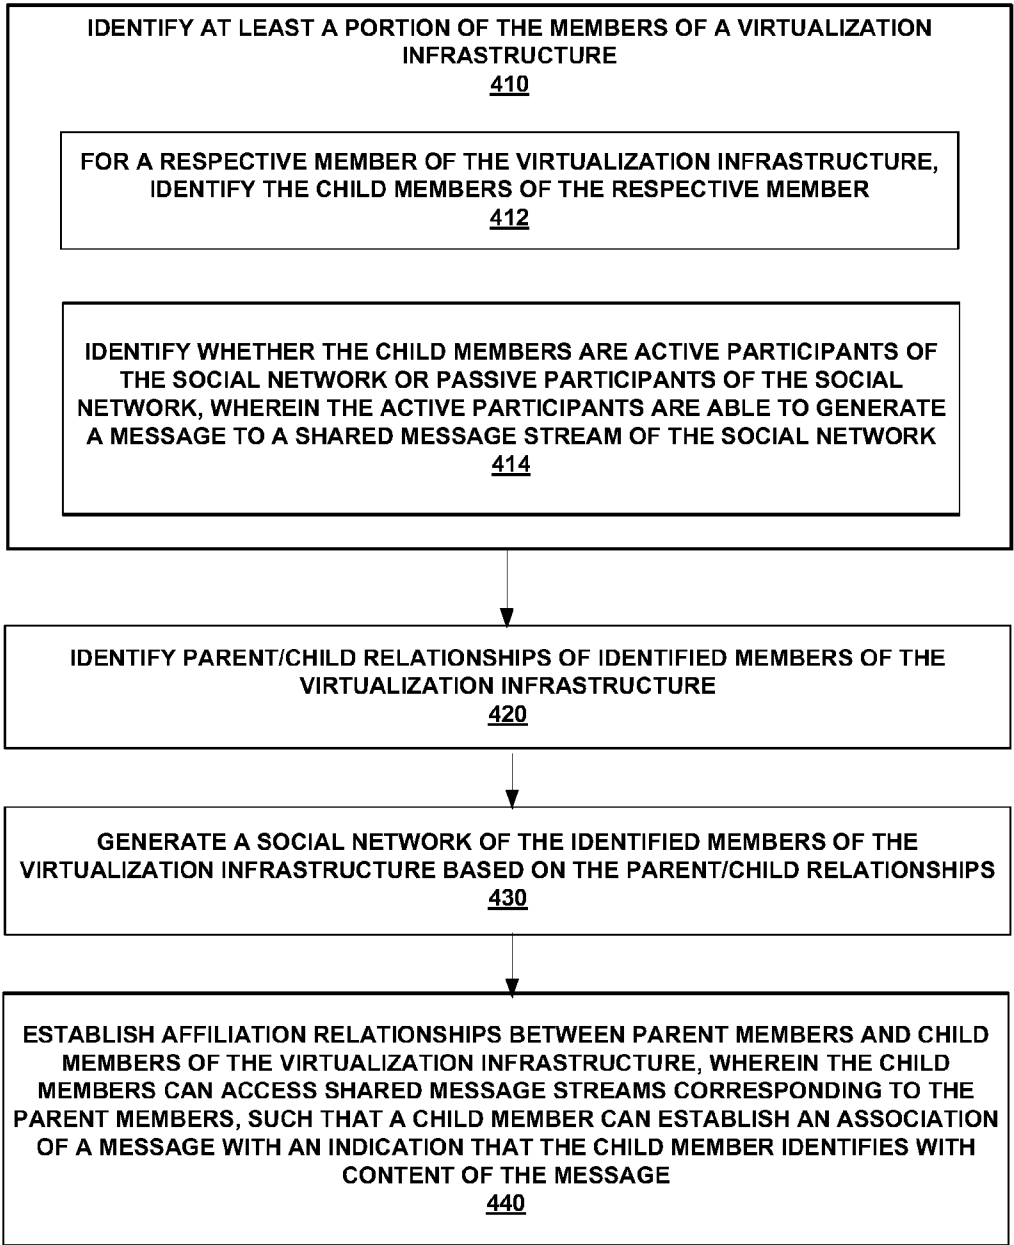 IDENTIFY AT LEAST A PORTION OF THE MEMBERS OF A VIRTUALIZATION
INFRASTRUCTURE
410
FOR A RESPECTIVE MEMBER OF THE VIRTUALIZATION INFRASTRUCTURE,
IDENTIFY THE CHILD MEMBERS OF THE RESPECTIVE MEMBER
412
IDENTIFY WHETHER THE CHILD MEMBERS ARE ACTIVE PARTICIPANTS OF
THE SOCIAL NETWORK OR PASSIVE PARTICIPANTS OF THE SOCIAL
NETWORK, WHEREIN THE ACTIVE PARTICIPANTS ARE ABLE TO GENERATE
A MESSAGE TO A SHARED MESSAGE STREAM OF THE SOCIAL NETWORK
414
IDENTIFY PARENT/CHILD RELATIONSHIPS OF IDENTIFIED MEMBERS OF THE
VIRTUALIZATION INFRASTRUCTURE
420
GENERATE A SOCIAL NETWORK OF THE IDENTIFIED MEMBERS OF THE
VIRTUALIZATION INFRASTRUCTURE BASED ON THE PARENT/CHILD RELATIONSHIPS
430
ESTABLISH AFFILIATION RELATIONSHIPS BETWEEN PARENT MEMBERS AND CHILD
MEMBERS OF THE VIRTUALIZATION INFRASTRUCTURE, WHEREIN THE CHILD
MEMBERS CAN ACCESS SHARED MESSAGE STREAMS CORRESPONDING TO THE
PARENT MEMBERS, SUCH THAT A CHILD MEMBER CAN ESTABLISH AN ASSOCIATION
OF A MESSAGE WITH AN INDICATION THAT THE CHILD MEMBER IDENTIFIES WITH
CONTENT OF THE MESSAGE
440